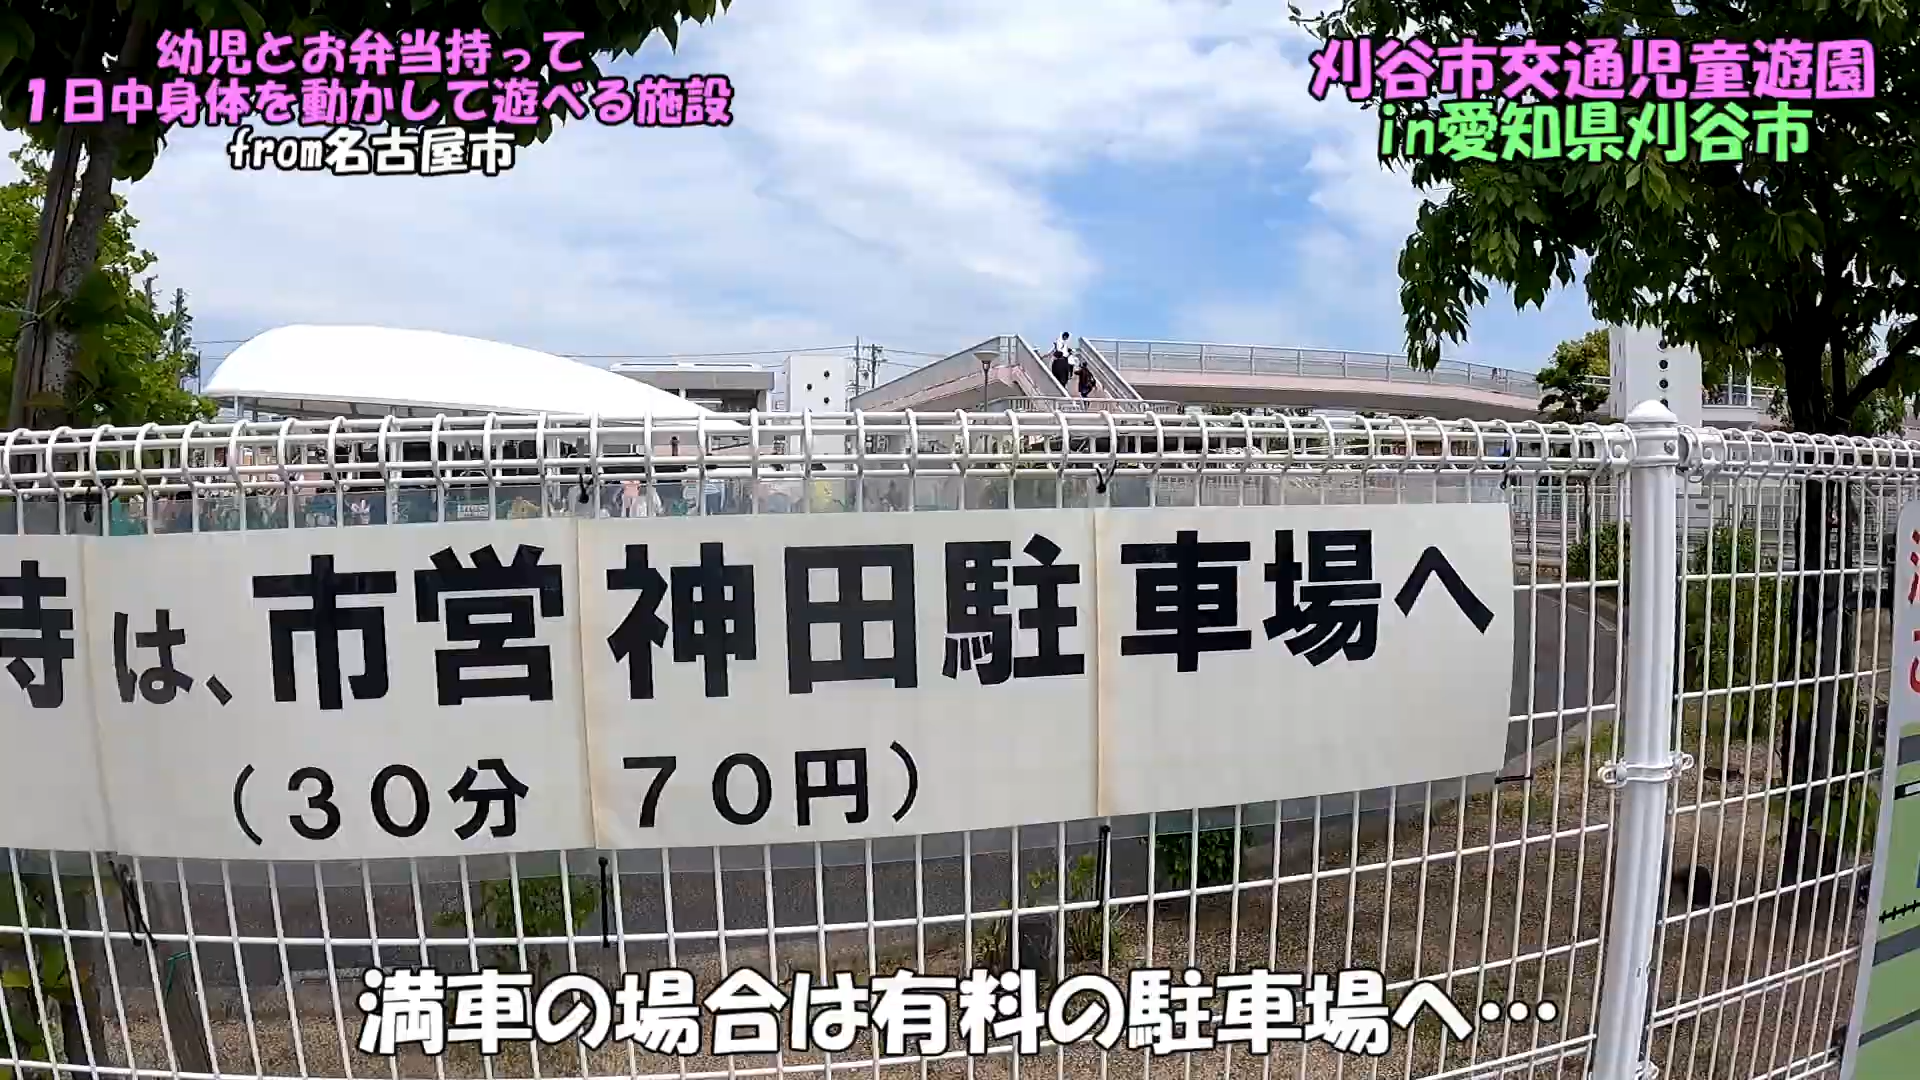 幼児とお弁当持って
１日中身体を動かして遊べる施設
from名古屋市
刈谷市交通児童遊園
in愛知県刈谷市
時は、市営神田駐車場へ
（３０分　７０円）
満車の場合は有料の駐車場へ…